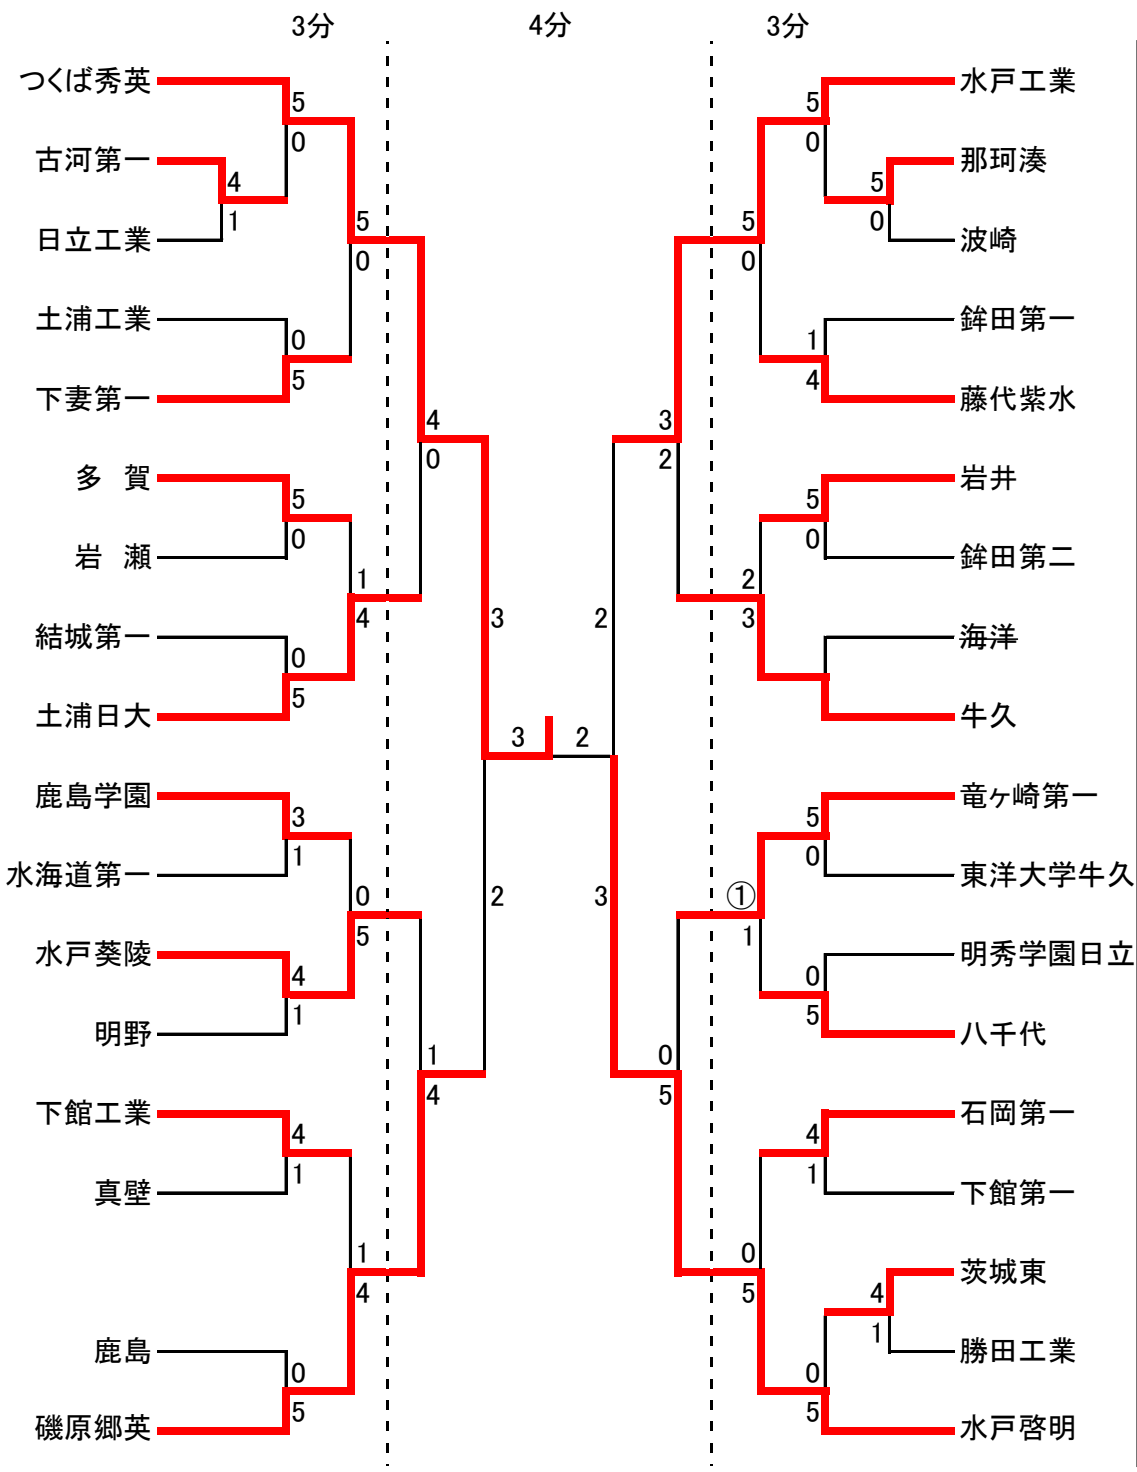 3分 4分 3分
つくば秀英 5 5 水戸工業
0 0
古河第一 4 5 那珂湊
日立工業 1 5 5 0 波崎
0 0
土浦工業 0 1 鉾田第一
下妻第一 5 4 藤代紫水
4 3
0 2
多　賀 5 5 岩井
岩　瀬 0 0 鉾田第二
1 2
4 3
結城第一 0 3 2 海洋
土浦日大 5 牛久
3 2
鹿島学園 3 5 竜ヶ崎第一
水海道第一 1 0 東洋大学牛久
0 2 3 ①
5 1
水戸葵陵 4 0 明秀学園日立
明野 1 5 八千代
1 0
4 5
下館工業 4 4 石岡第一
真壁 1 1 下館第一
1 0
4 5
4 茨城東
鹿島 0 1 勝田工業
0
磯原郷英 5 5 水戸啓明